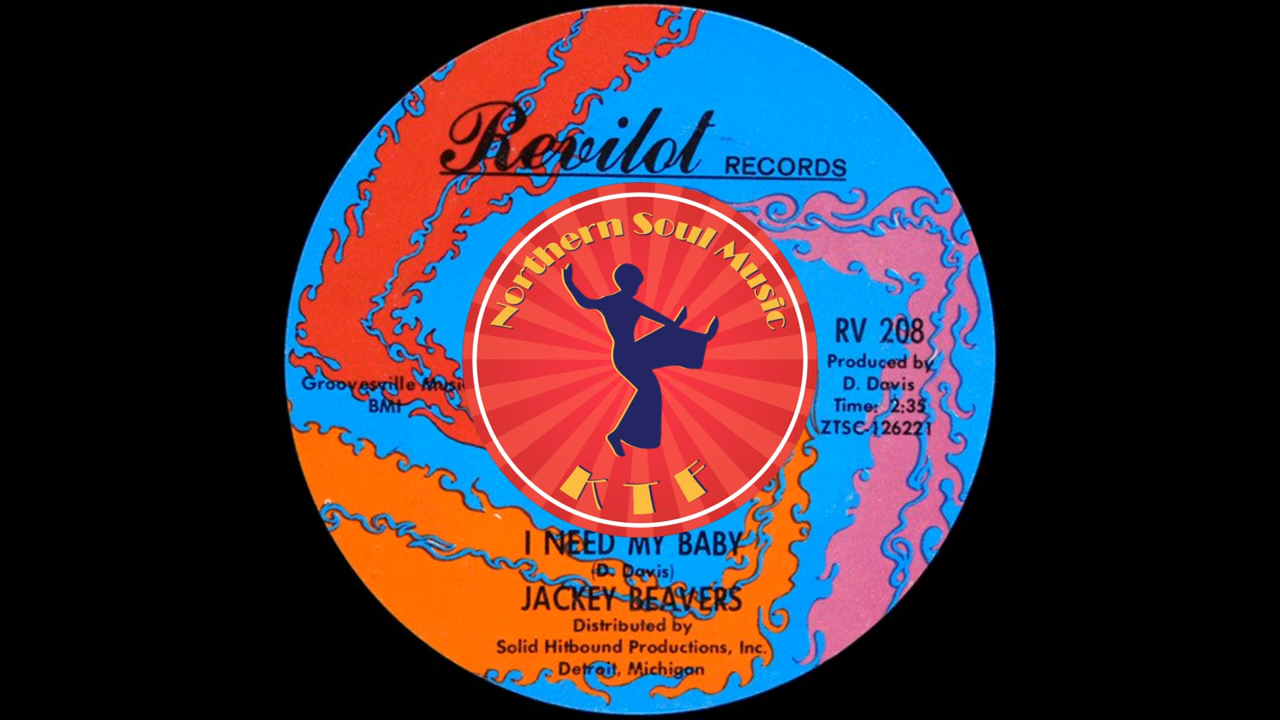 Revilot RECORDS
Northern Soul Music
KTF
Groovesville Music
BMI
RV 208
Produced by
D. Davis
Time: 2:35
ZTSC-126221
I NEED MY BABY
(D. Davis)
JACKEY BEAVERS
Distributed by
Solid Hitbound Productions, Inc.
Detroit, Michigan